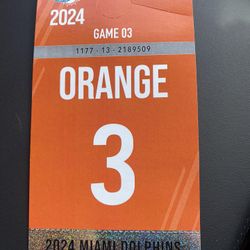 2024
GAME 03
1177 - 13 - 2189509
ORANGE
3
2024 MIAMI DOLPHINS